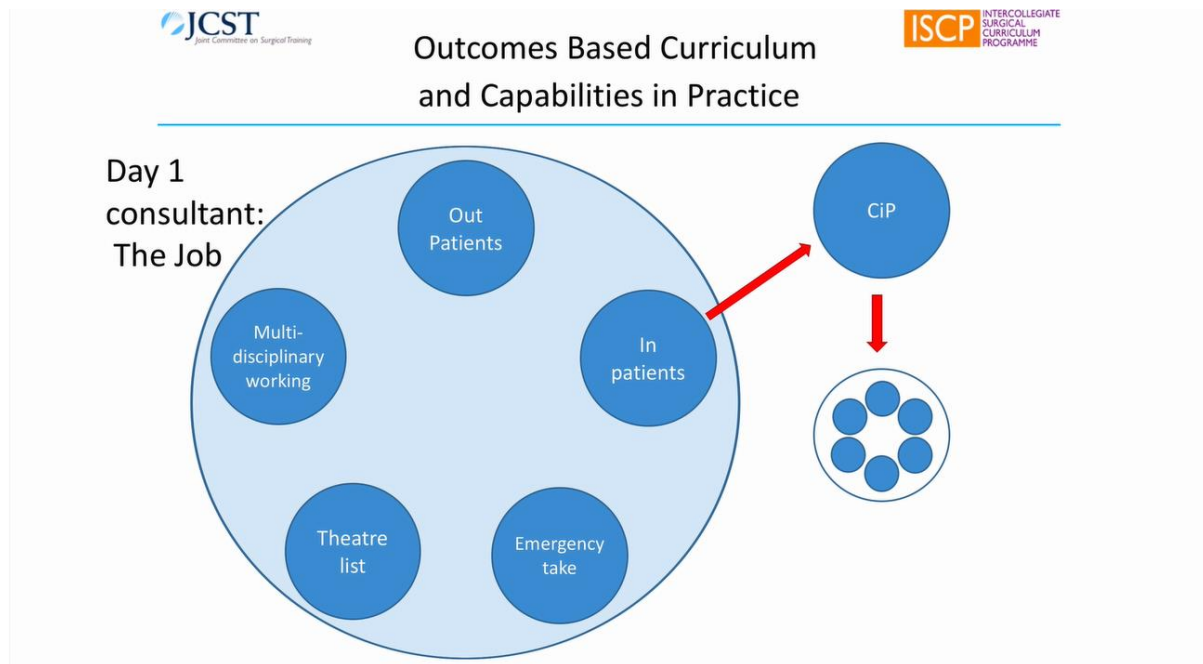 JCST
Joint Committee on Surgical Training
ISCP
INTERCOLLEGIATE
SURGICAL
CURRICULUM
PROGRAMME
Outcomes Based Curriculum
and Capabilities in Practice
Day 1
consultant:
The Job
Out
Patients
CiP
Multi-
disciplinary
working
In
patients
Theatre
list
Emergency
take